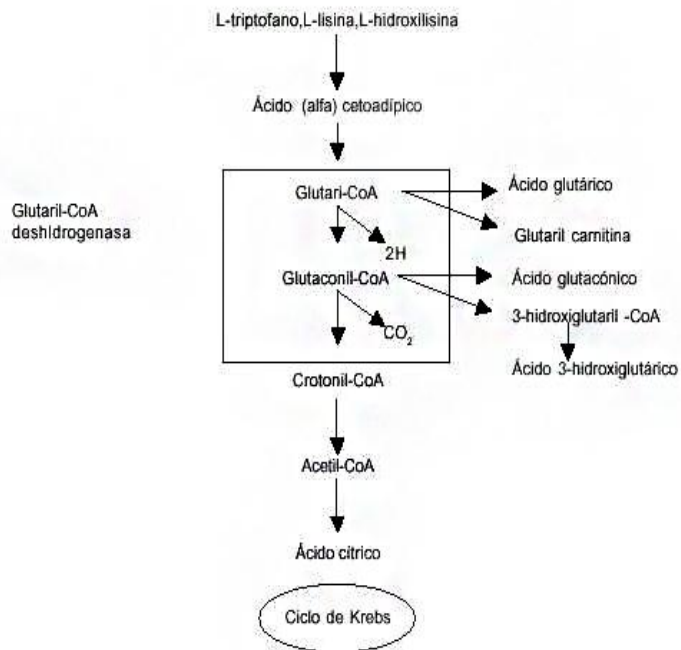 L-triptofano,L-lisina,L-hidroxilisina
Ácido (alfa) cetoadípico
Glutaril-CoA
deshidrogenasa
Glutari-CoA
Ácido glutárico
Glutaril carnitina
2H
Glutaconil-CoA
Ácido glutacónico
3-hidroxiglutaril -CoA
CO2
Ácido 3-hidroxiglutárico
Crotonil-CoA
Acetil-CoA
Ácido cítrico
Ciclo de Krebs